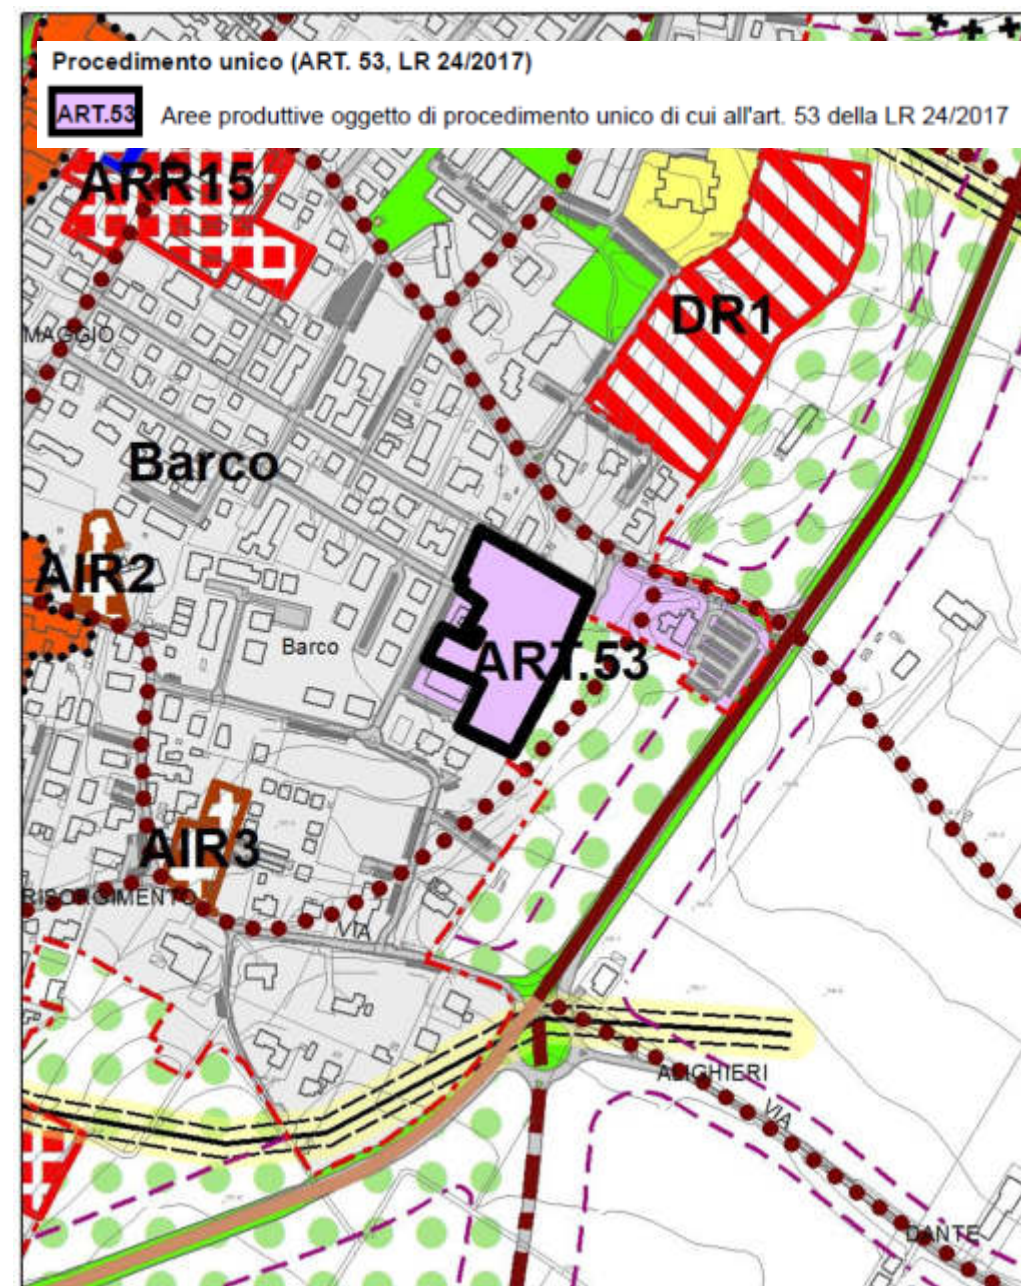 Procedimento unico (ART. 53, LR 24/2017)
ART.53 Aree produttive oggetto di procedimento unico di cui all'art. 53 della LR 24/2017
ARR15
DR1
MAGGIO
Barco
AIR2
Barco
ART.53
AIR3
RISORGIMENTO
VIA
ALIGHIERI
VIA
DANTE